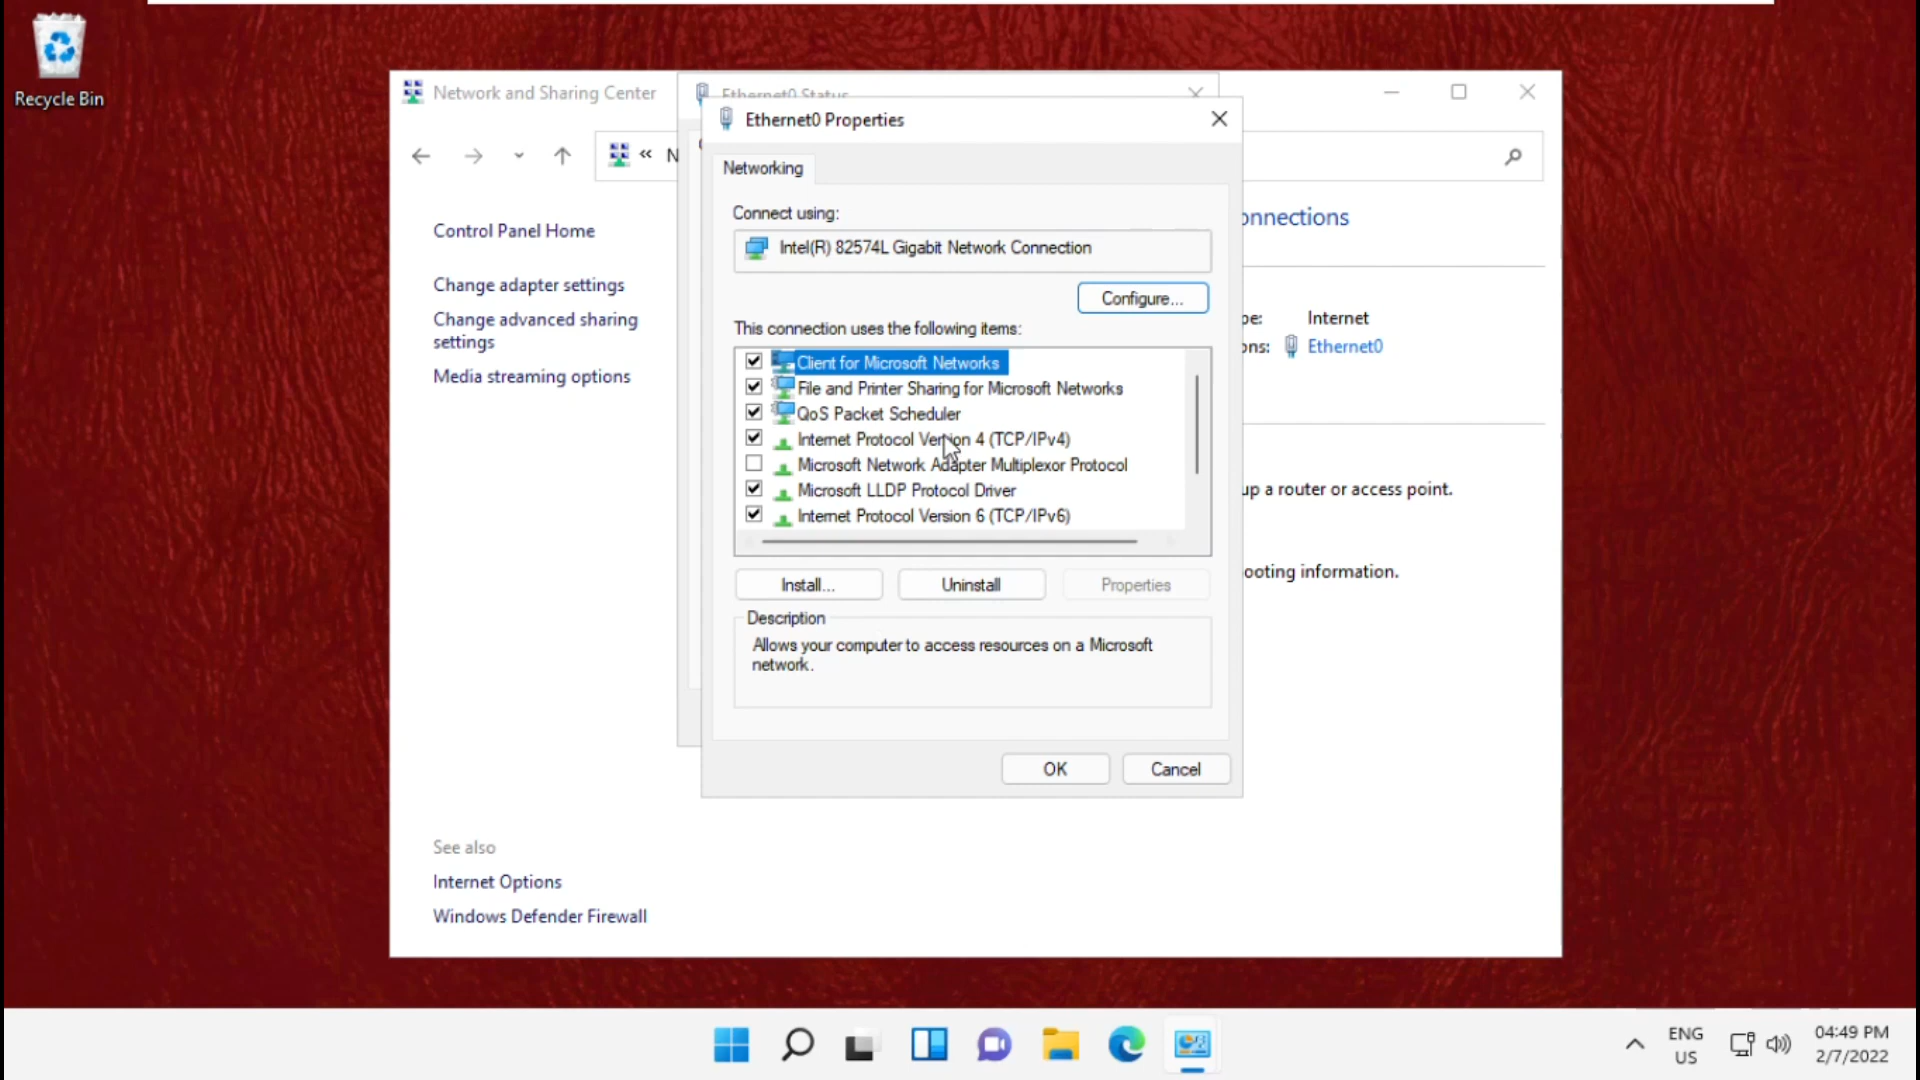 Recycle Bin
Network and Sharing Center
Ethernet0 Status
Ethernet0 Properties
« N
Networking
Connect using:
Intel(R) 82574L Gigabit Network Connection
Configure...
This connection uses the following items:
Client for Microsoft Networks
File and Printer Sharing for Microsoft Networks
QoS Packet Scheduler
Internet Protocol Version 4 (TCP/IPv4)
Microsoft Network Adapter Multiplexor Protocol
Microsoft LLDP Protocol Driver
Internet Protocol Version 6 (TCP/IPv6)
Install...
Uninstall
Properties
Description
Allows your computer to access resources on a Microsoft
network.
OK
Cancel
Control Panel Home
Change adapter settings
Change advanced sharing
settings
Media streaming options
onnections
pe: Internet
ons: Ethernet0
up a router or access point.
ooting information.
See also
Internet Options
Windows Defender Firewall
ENG
US
04:49 PM
2/7/2022